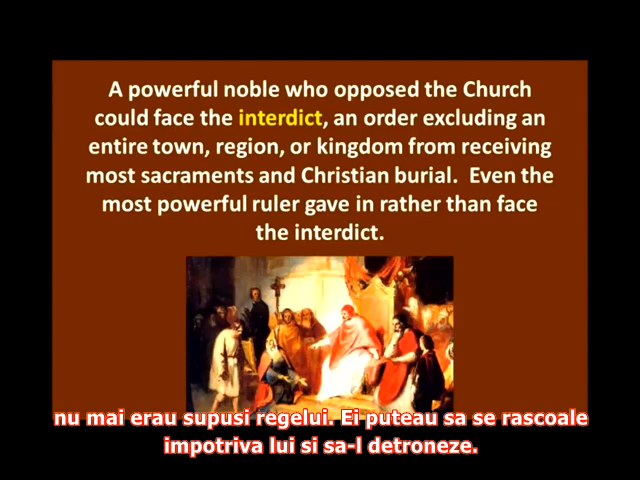 A powerful noble who opposed the Church
could face the interdict, an order excluding an
entire town, region, or kingdom from receiving
most sacraments and Christian burial.  Even the
most powerful ruler gave in rather than face
the interdict.
nu mai erau supusi regelui. Ei puteau sa se rascoale
impotriva lui si sa-l detroneze.